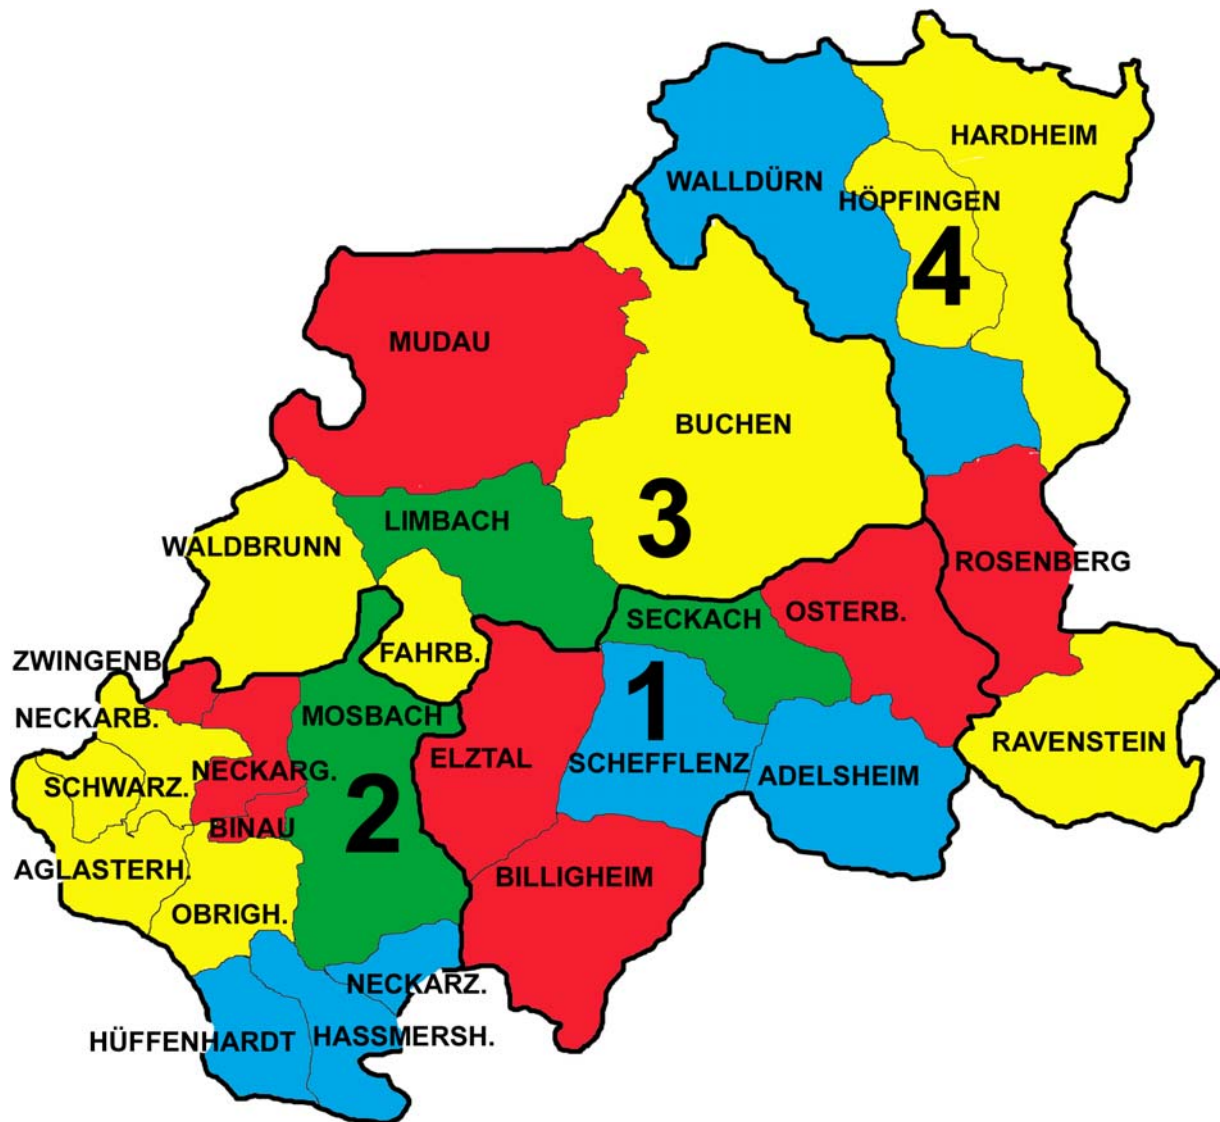 HARDHEIM
WALLDÜRN
HÖPFINGEN
4
MUDAU
BUCHEN
3
LIMBACH
WALDBRUNN
ROSENBERG
SECKACH
OSTERB.
FAHRB.
ZWINGENB.
1
NECKARB.
MOSBACH
RAVENSTEIN
ELZTAL
SCHEFFLENZ
ADELSHEIM
SCHWARZ.
NECKARG.
2
BINAU
AGLASTERH.
BILLIGHEIM
OBRIGH.
NECKARZ.
HÜFFENHARDT
HASSMERSH.